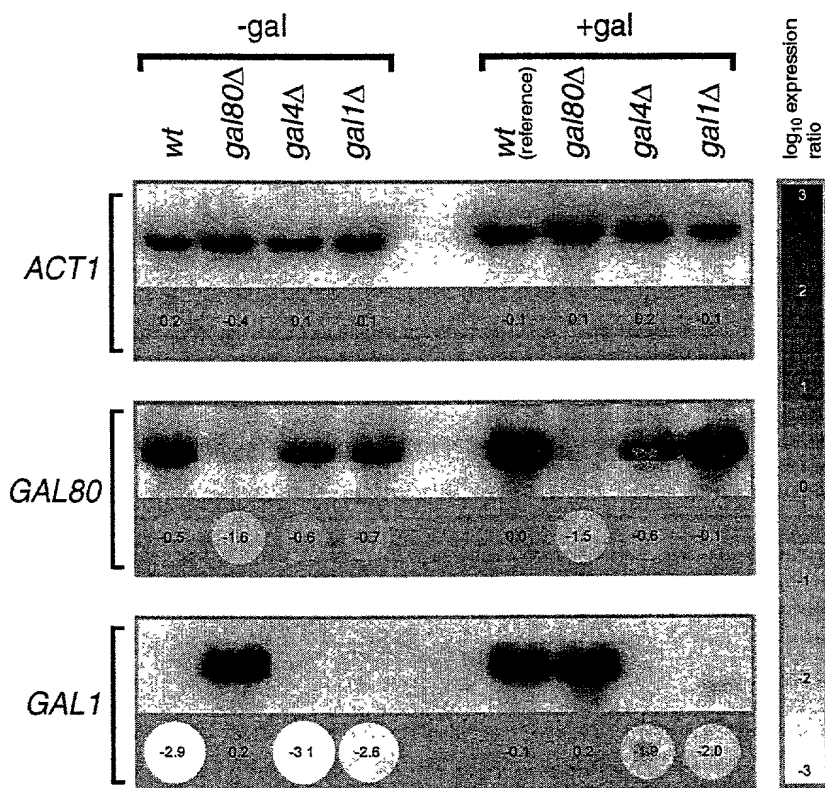 -gal
+gal
wt
gal80Δ
gal4Δ
gal1Δ
wt (reference)
gal80Δ
gal4Δ
gal1Δ
log10 expression ratio
ACT1
0.2 -0.4 0.1 -0.1 -0.1 0.1 0.2 -0.1
GAL80
-0.5 -1.6 -0.6 -0.7 0.0 -1.5 -0.6 -0.1
GAL1
-2.9 0.2 -3.1 -2.6 -0.1 0.2 -1.9 -2.0
3
2
1
0
-1
-2
-3